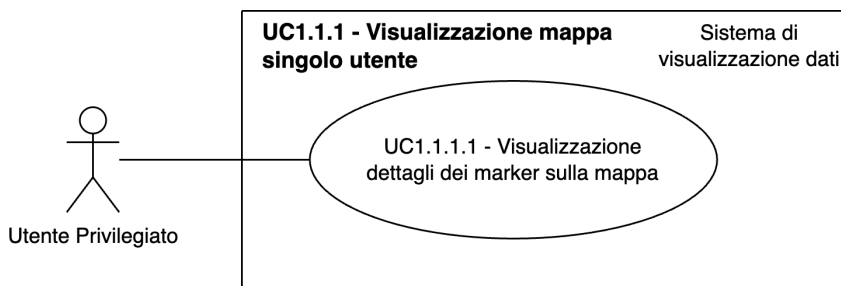 UC1.1.1 - Visualizzazione mappa
singolo utente
Sistema di
visualizzazione dati
UC1.1.1.1 - Visualizzazione
dettagli dei marker sulla mappa
Utente Privilegiato